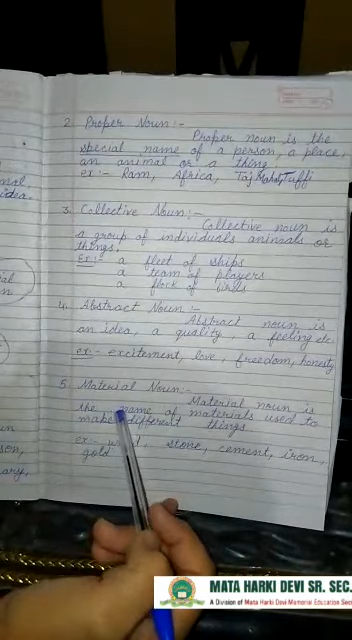 2. Proper Noun:-
Proper noun is the
special name of a person, a place,
an animal or a thing.
ex:- Ram, Africa, Taj Mahal, Tuffi
3. Collective Noun:-
Collective noun is
a group of individuals animals or
things.
Ex:- a fleet of ships
a team of players
a flock of birds
4. Abstract Noun:-
Abstract noun is
an idea, a quality, a feeling etc.
ex:- excitement, love, freedom, honesty
5. Material Noun:-
Material noun is
the name of materials used to
make different things
ex:- stone, cement, iron,
gold
idea.
MATA HARKI DEVI SR. SEC.
A Division of Mata Harki Devi Memorial Education Soc